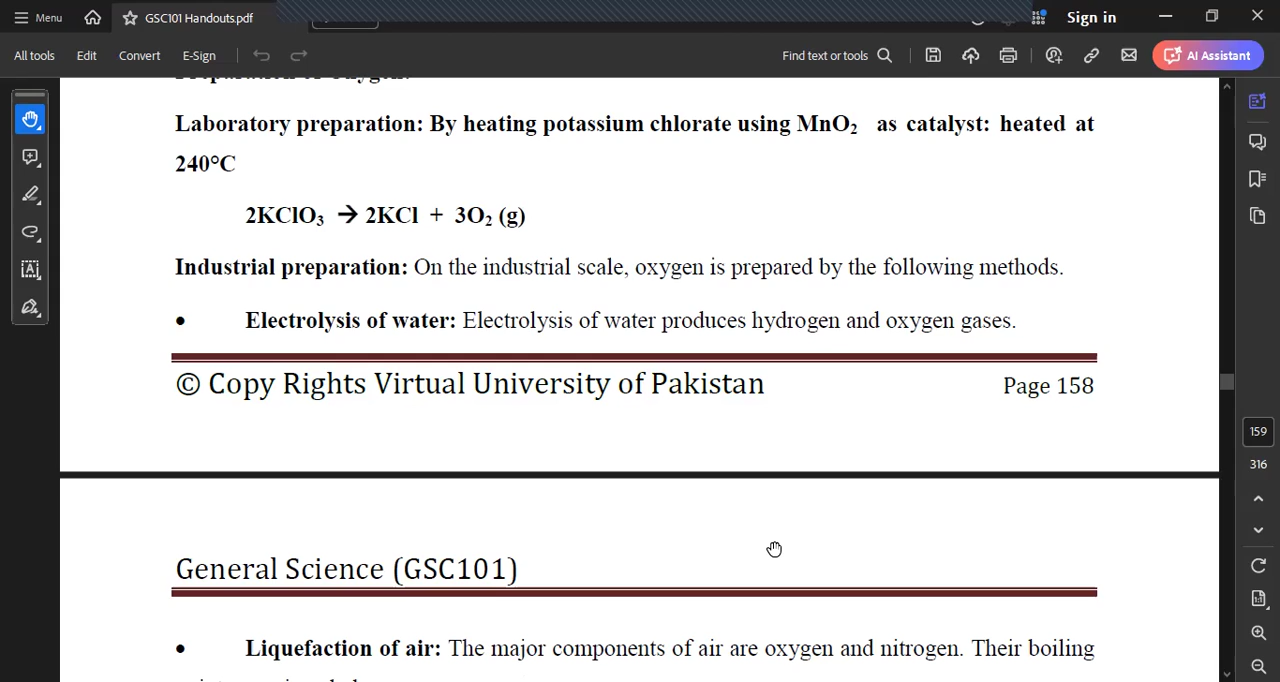 Menu
GSC101 Handouts.pdf
Sign in
All tools Edit Convert E-Sign
Find text or tools
AI Assistant
Laboratory preparation: By heating potassium chlorate using MnO₂ as catalyst: heated at
240°C
2KClO₃ → 2KCl + 3O₂ (g)
Industrial preparation: On the industrial scale, oxygen is prepared by the following methods.
• Electrolysis of water: Electrolysis of water produces hydrogen and oxygen gases.
© Copy Rights Virtual University of Pakistan Page 158
159
316
General Science (GSC101)
• Liquefaction of air: The major components of air are oxygen and nitrogen. Their boiling